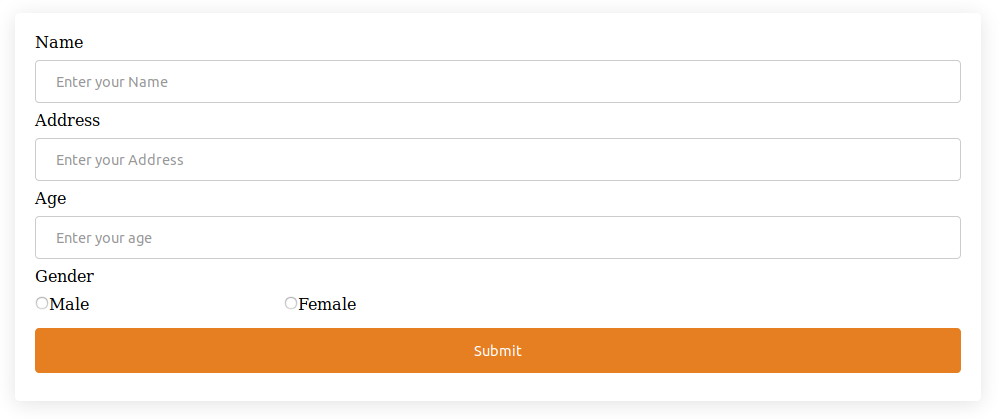 Name
Enter your Name
Address
Enter your Address
Age
Enter your age
Gender
Male Female
Submit